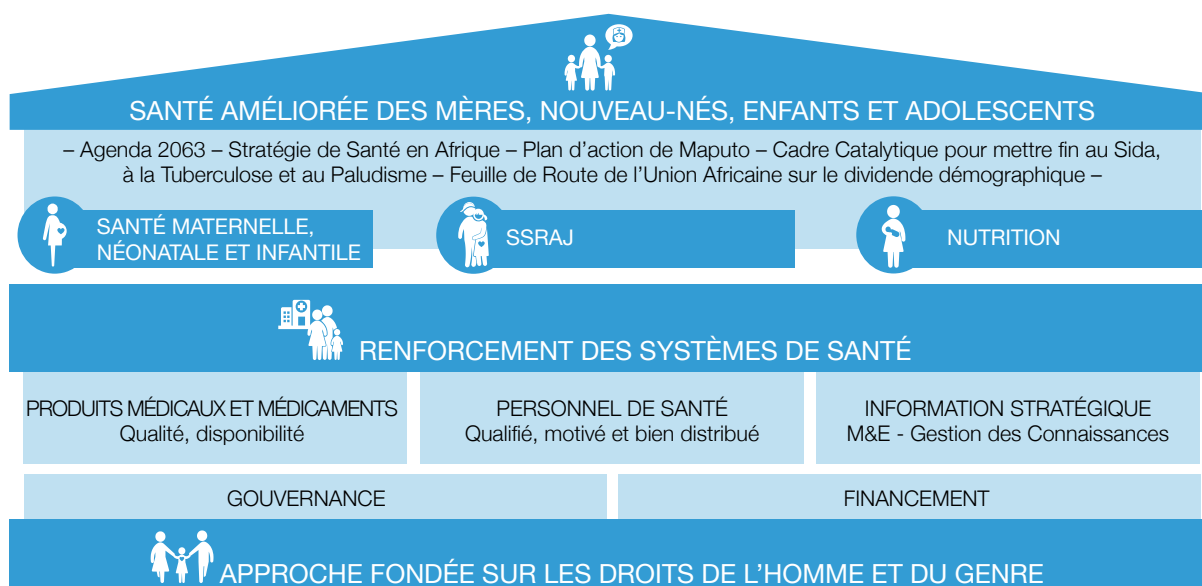 SANTÉ AMÉLIORÉE DES MÈRES, NOUVEAU-NÉS, ENFANTS ET ADOLESCENTS
– Agenda 2063 – Stratégie de Santé en Afrique – Plan d’action de Maputo – Cadre Catalytique pour mettre fin au Sida,
à la Tuberculose et au Paludisme – Feuille de Route de l’Union Africaine sur le dividende démographique –
SANTÉ MATERNELLE,
NÉONATALE ET INFANTILE
SSRAJ
NUTRITION
RENFORCEMENT DES SYSTÈMES DE SANTÉ
PRODUITS MÉDICAUX ET MÉDICAMENTS
Qualité, disponibilité
PERSONNEL DE SANTÉ
Qualifié, motivé et bien distribué
INFORMATION STRATÉGIQUE
M&E - Gestion des Connaissances
GOUVERNANCE
FINANCEMENT
APPROCHE FONDÉE SUR LES DROITS DE L’HOMME ET DU GENRE